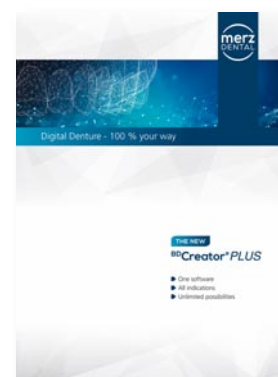 merz
DENTAL
Digital Denture - 100 % your way
THE NEW
BDCreator® PLUS
One software
All indications
Unlimited possibilities